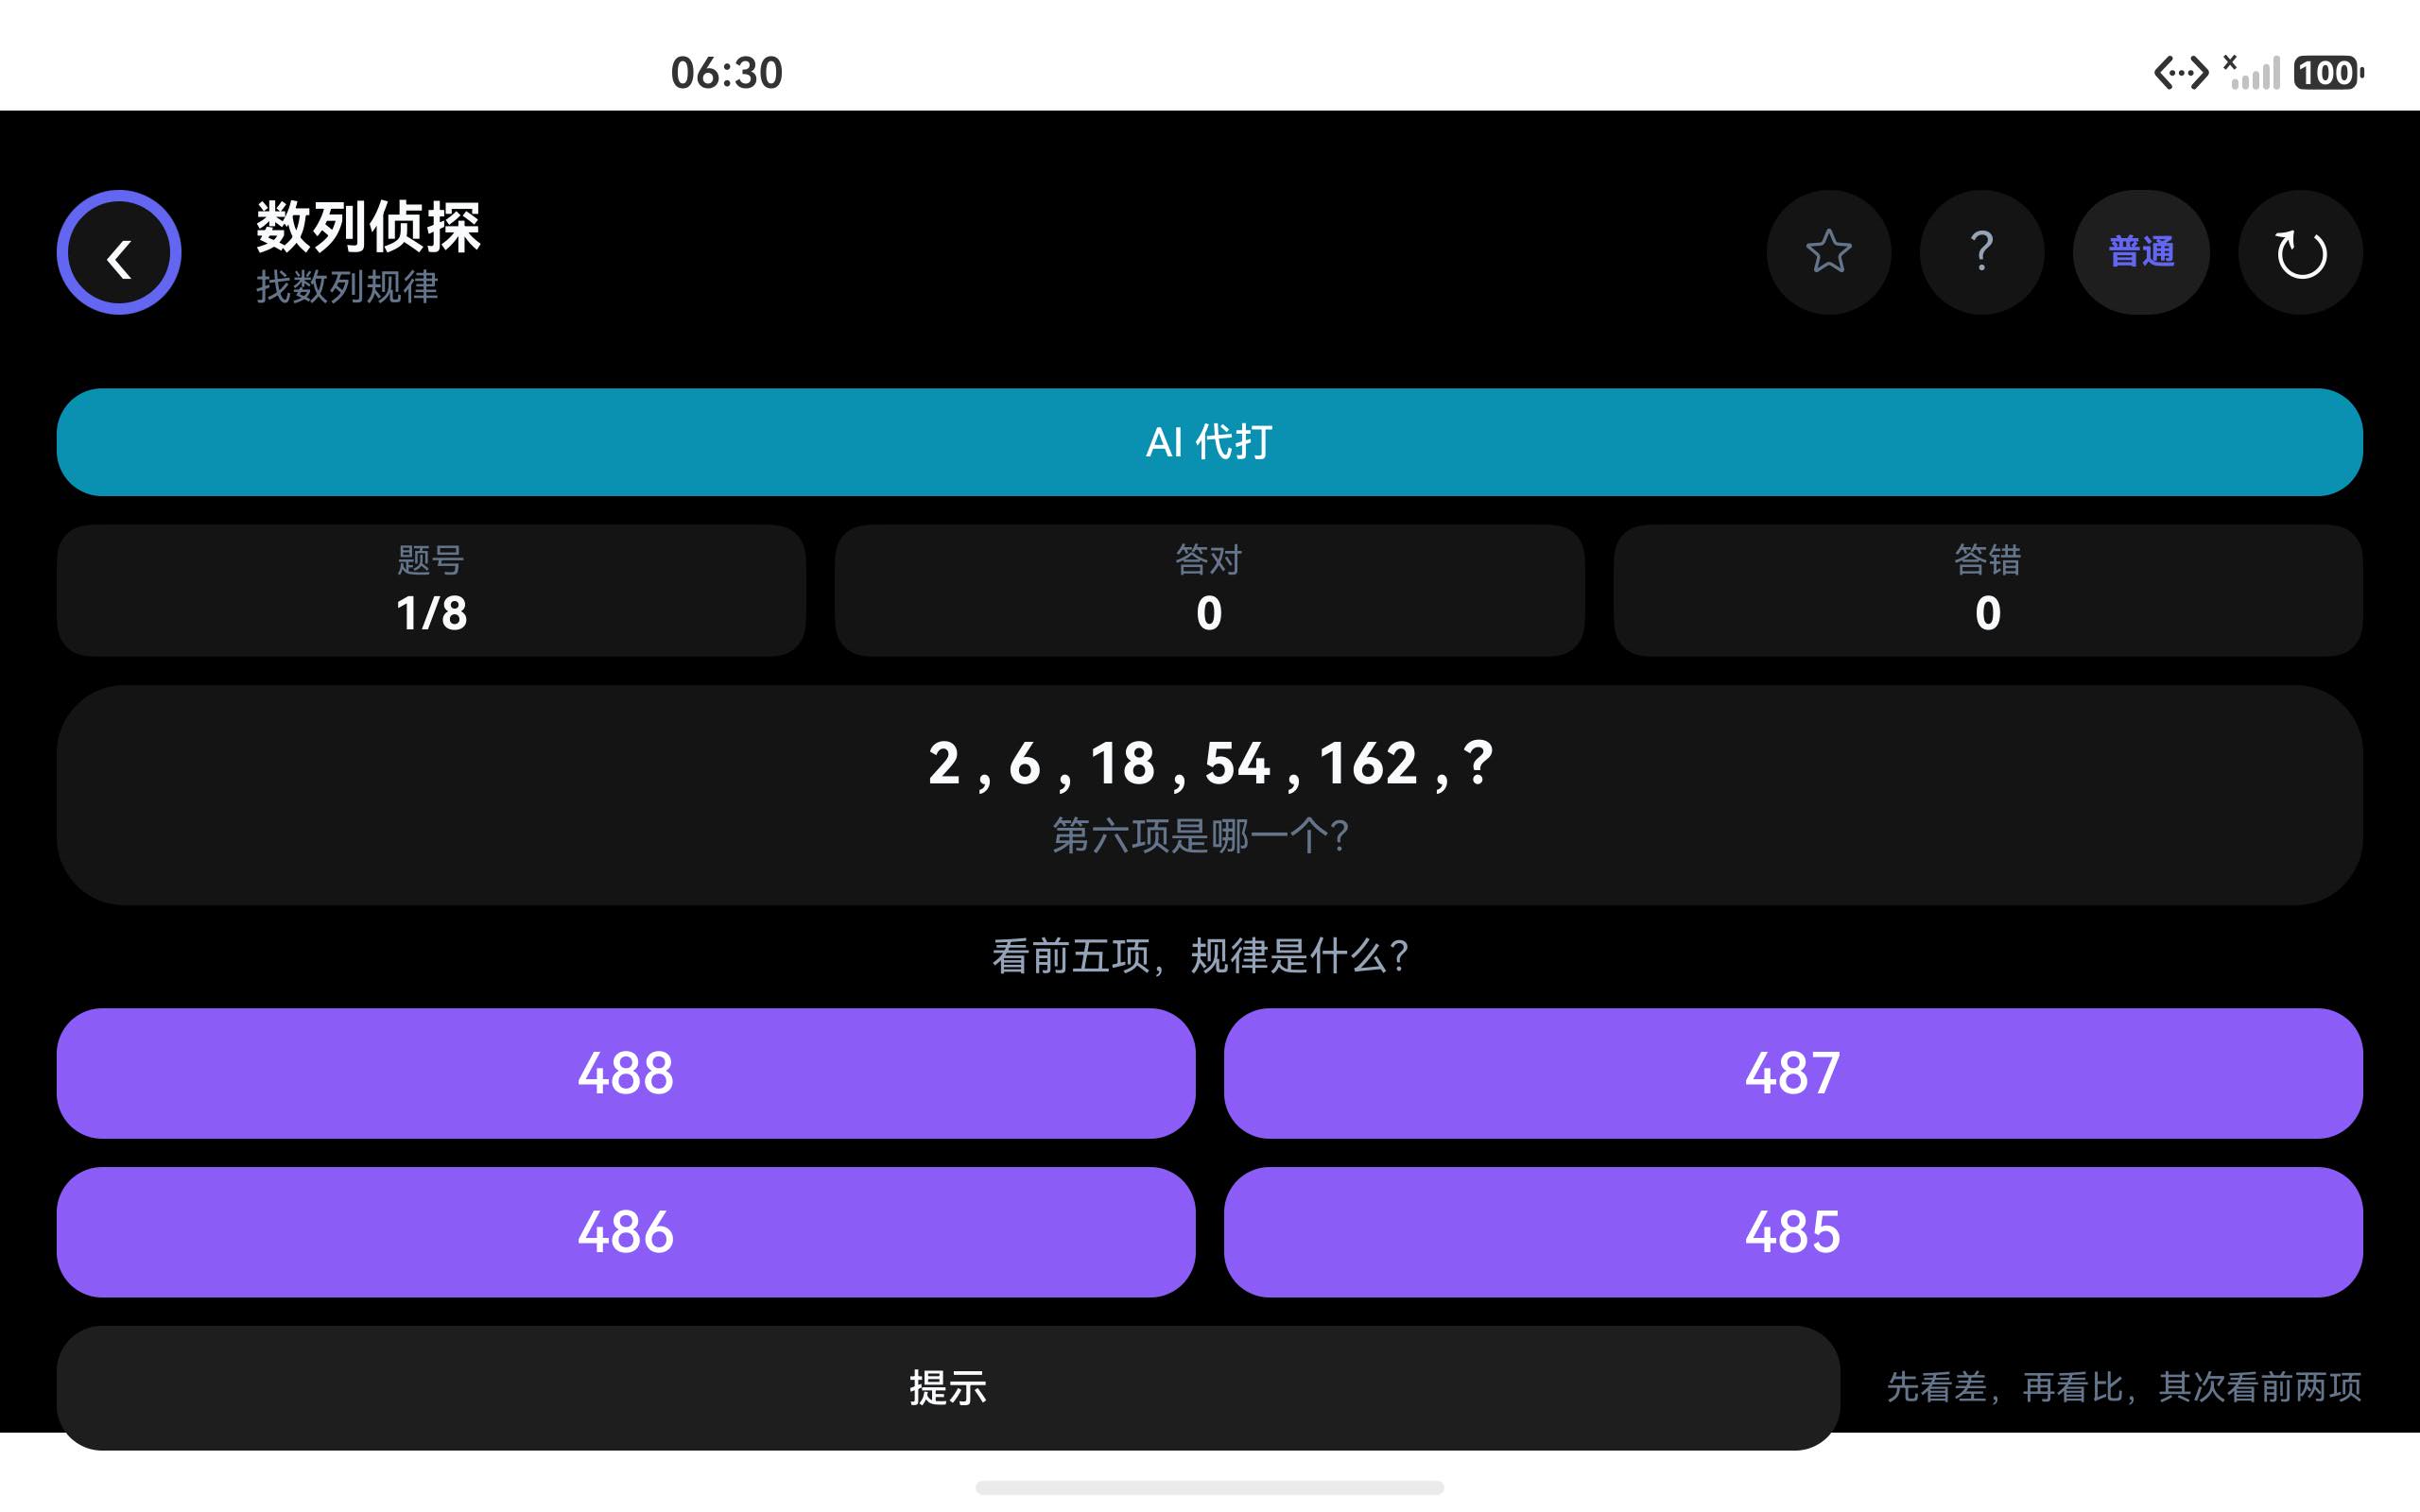 06:30
100
数列侦探
找数列规律
?
普通
AI 代打
题号
1/8
答对
0
答错
0
2 , 6 , 18 , 54 , 162 , ?
第六项是哪一个？
看前五项，规律是什么？
488
487
486
485
提示
先看差，再看比，其次看前两项